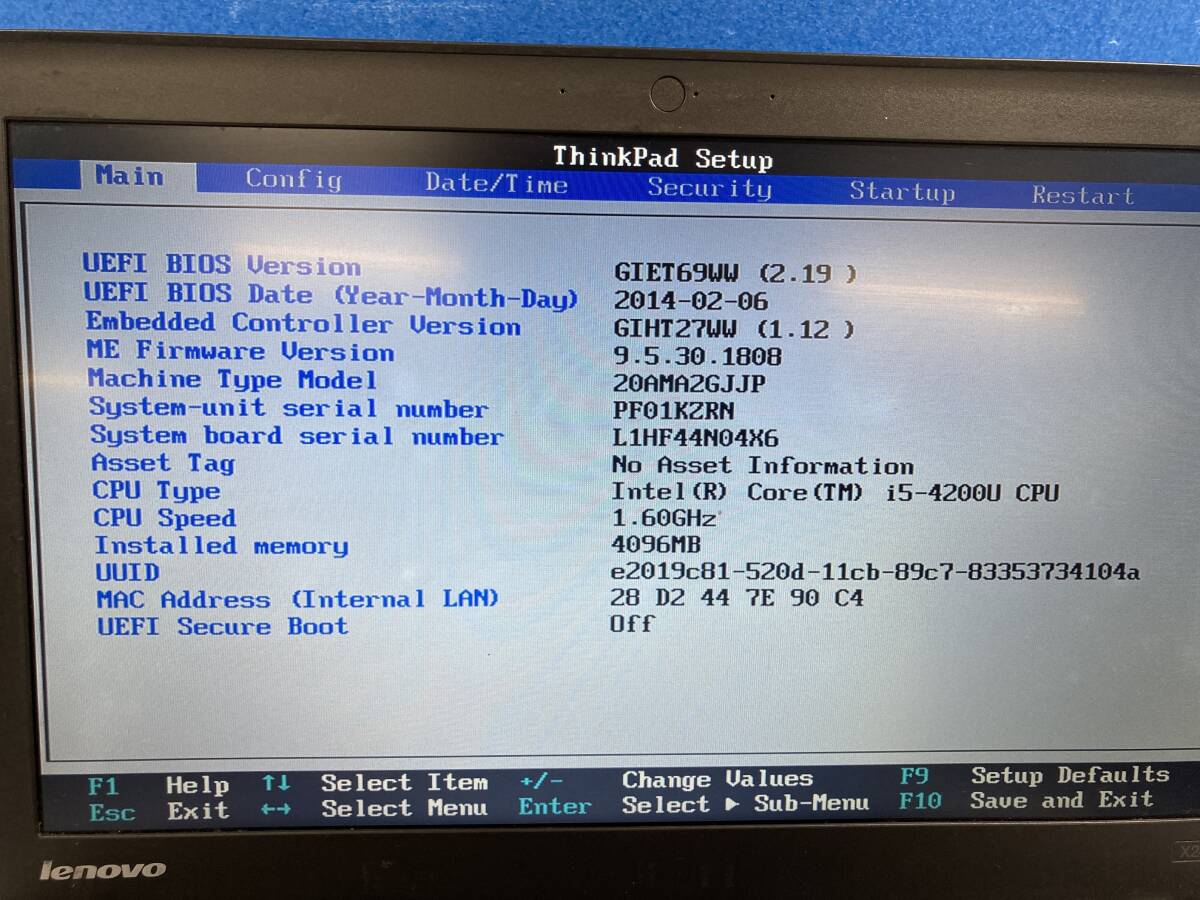 ThinkPad Setup
Main Config Date/Time Security Startup Restart
UEFI BIOS Version GIET69WW (2.19 )
UEFI BIOS Date (Year-Month-Day) 2014-02-06
Embedded Controller Version GIHT27WW (1.12 )
ME Firmware Version 9.5.30.1808
Machine Type Model 20AMA2GJJP
System-unit serial number PF01KZRN
System board serial number L1HF44N04X6
Asset Tag No Asset Information
CPU Type Intel(R) Core(TM) i5-4200U CPU
CPU Speed 1.60GHz
Installed memory 4096MB
UUID e2019c81-520d-11cb-89c7-83353734104a
MAC Address (Internal LAN) 28 D2 44 7E 90 C4
UEFI Secure Boot Off
F1 Help ↑↓ Select Item +/- Change Values F9 Setup Defaults
Esc Exit ←→ Select Menu Enter Select ▶ Sub-Menu F10 Save and Exit
lenovo